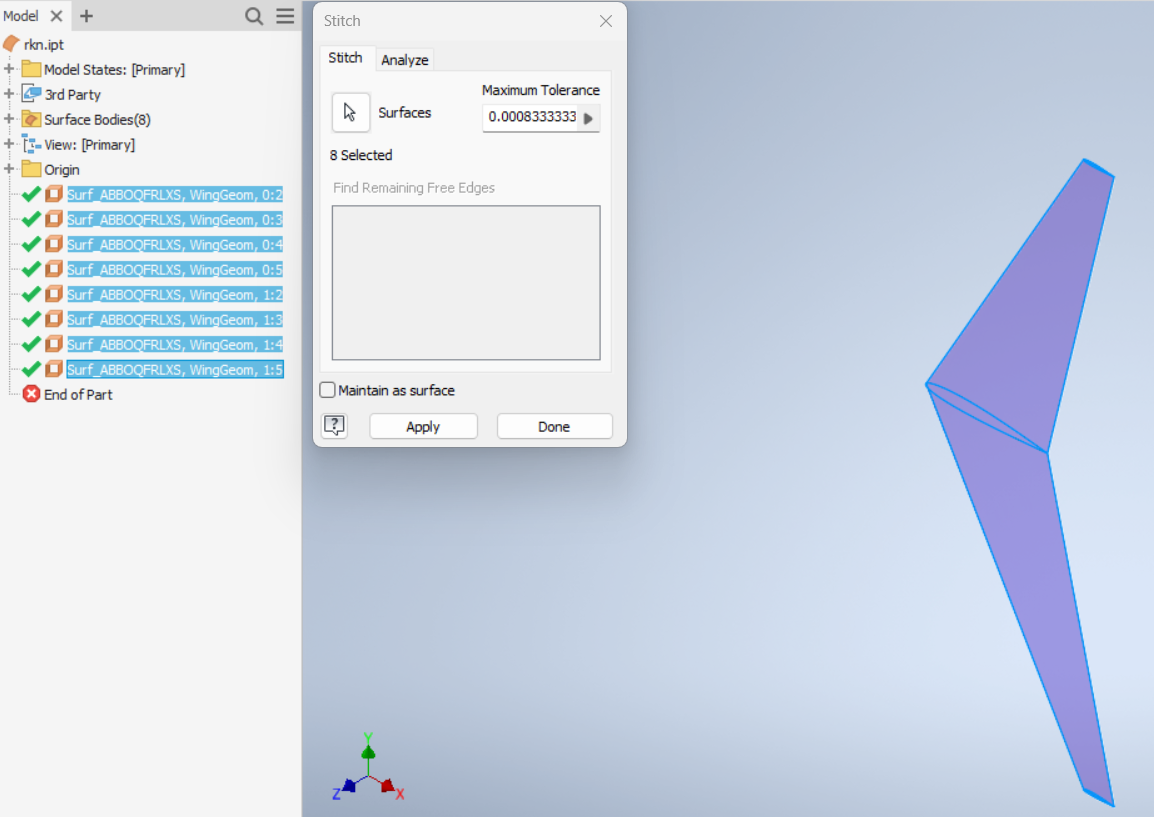 Model
rkn.ipt
Model States: [Primary]
3rd Party
Surface Bodies(8)
View: [Primary]
Origin
Surf_ABBOQFRLXS, WingGeom, 0:2
Surf_ABBOQFRLXS, WingGeom, 0:3
Surf_ABBOQFRLXS, WingGeom, 0:4
Surf_ABBOQFRLXS, WingGeom, 0:5
Surf_ABBOQFRLXS, WingGeom, 1:2
Surf_ABBOQFRLXS, WingGeom, 1:3
Surf_ABBOQFRLXS, WingGeom, 1:4
Surf_ABBOQFRLXS, WingGeom, 1:5
End of Part
Stitch
Stitch Analyze
Maximum Tolerance
Surfaces
0.0008333333
8 Selected
Find Remaining Free Edges
Maintain as surface
?
Apply Done
Y
Z X